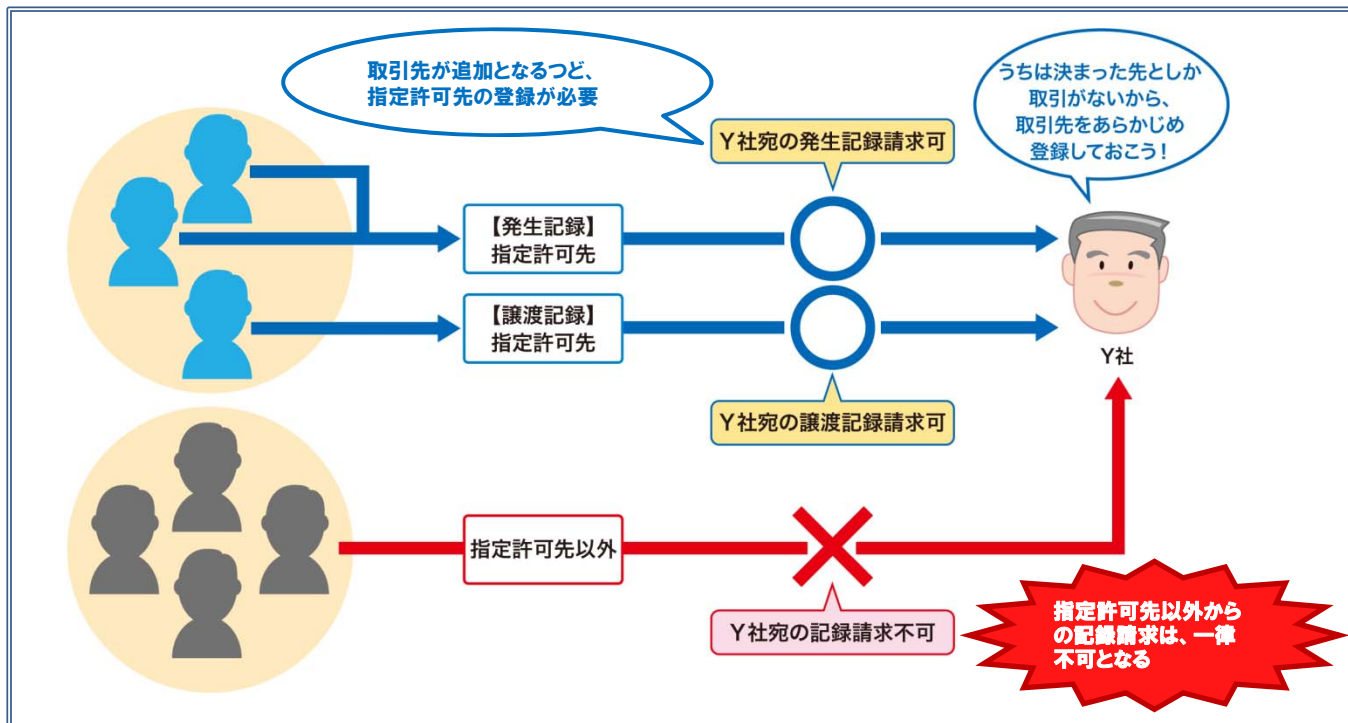 取引先が追加となるつど、
指定許可先の登録が必要
うちは決まった先としか
取引がないから、
取引先をあらかじめ
登録しておこう！
Ｙ社宛の発生記録請求可
【発生記録】
指定許可先
【譲渡記録】
指定許可先
Ｙ社
Ｙ社宛の譲渡記録請求可
指定許可先以外
Ｙ社宛の記録請求不可
指定許可先以外から
の記録請求は、一律
不可となる